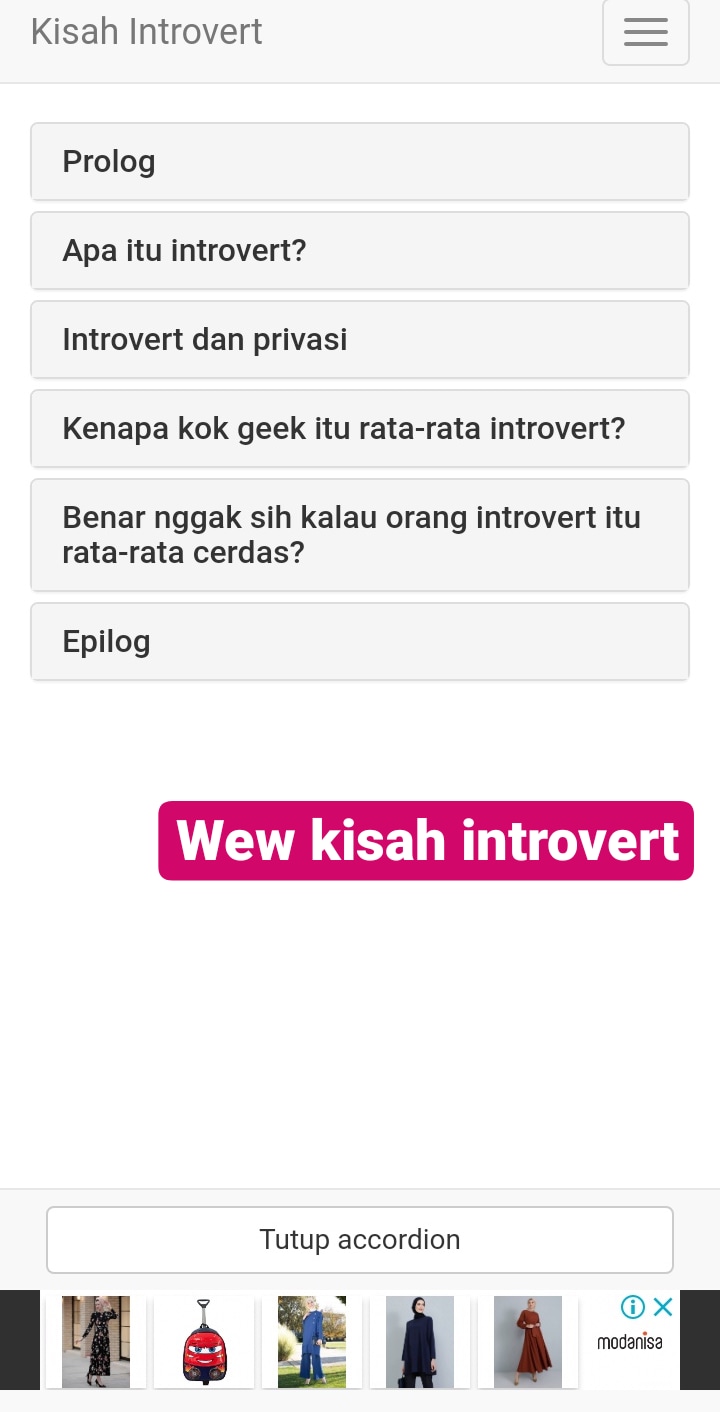 Kisah Introvert
Prolog
Apa itu introvert?
Introvert dan privasi
Kenapa kok geek itu rata-rata introvert?
Benar nggak sih kalau orang introvert itu
rata-rata cerdas?
Epilog
Wew kisah introvert
Tutup accordion
modanisa